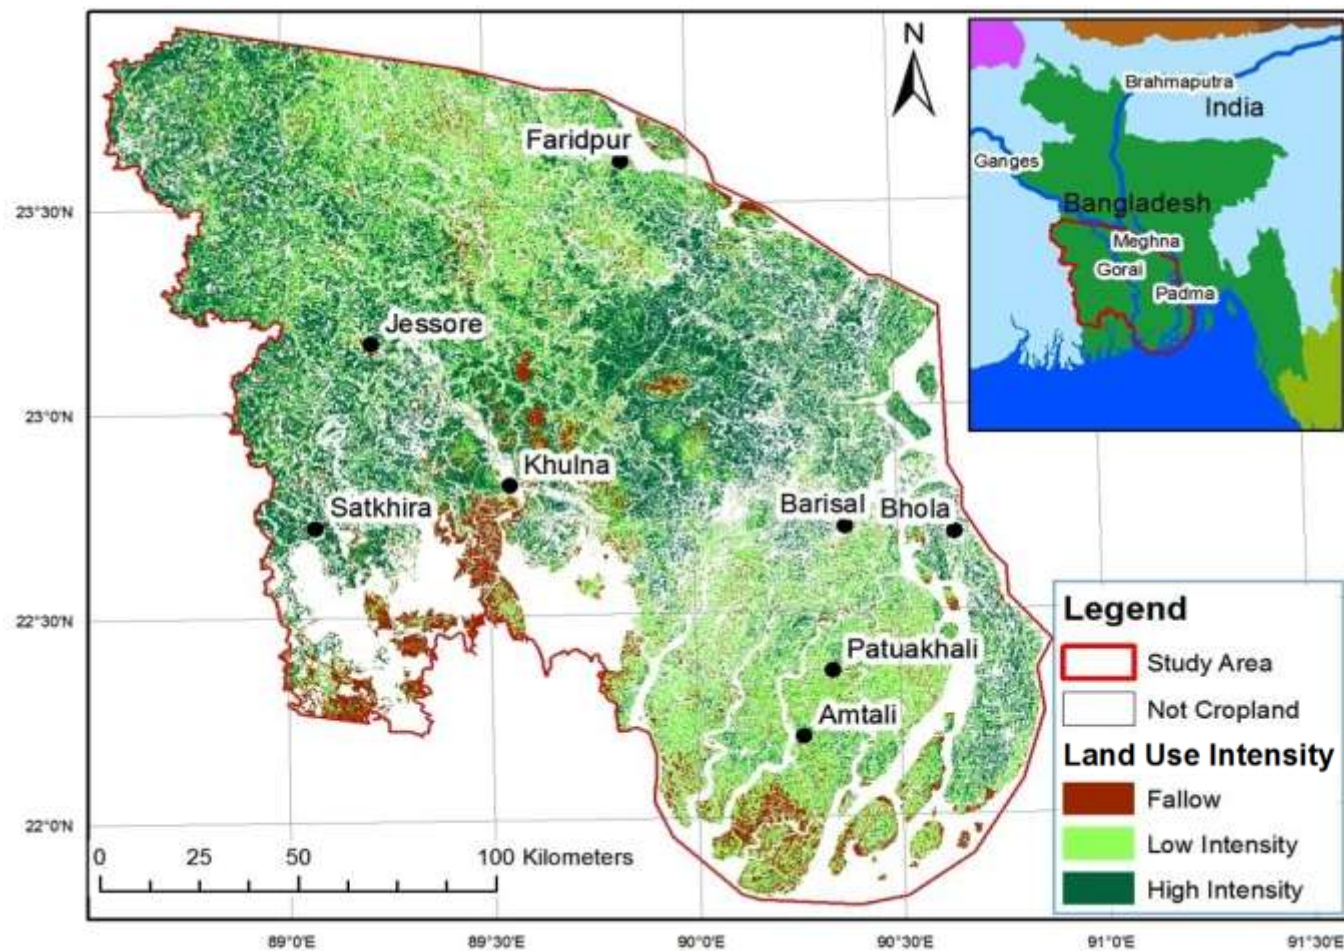 N
Brahmaputra
India
Ganges
Bangladesh
Meghna
Gorai
Padma
Faridpur
23°30'N
Jessore
23°0'N
Khulna
Satkhira
Barisal
Bhola
22°30'N
Patuakhali
Amtali
22°0'N
Legend
Study Area
Not Cropland
Land Use Intensity
Fallow
Low Intensity
High Intensity
0 25 50 100 Kilometers
89°0'E 89°30'E 90°0'E 90°30'E 91°0'E 91°30'E